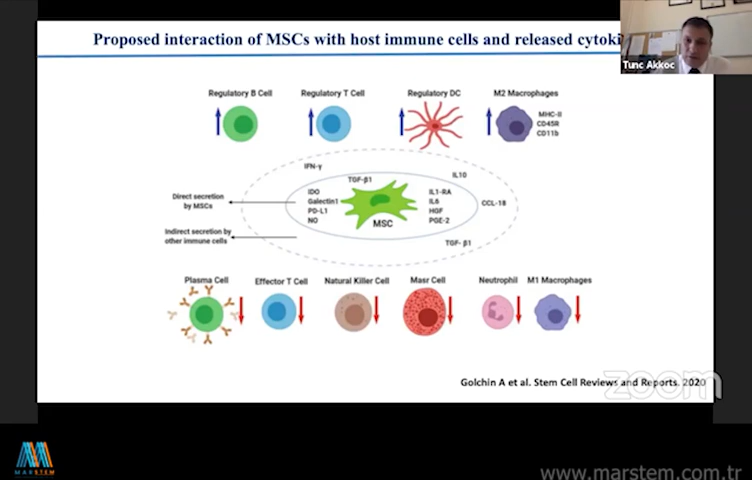 Proposed interaction of MSCs with host immune cells and released
Tunc Akkoc
Regulatory B Cell
Regulatory T Cell
Regulatory DC
M2 Macrophages
MHC-II
CD45R
CD11b
IFN-γ
TGF-β1
IL10
Direct secretion
by MSCs
IDO
Galectin1
PD-L1
NO
MSC
IL1-RA
IL6
HGF
PGE-2
CCL-18
Indirect secretion by
other immune cells
TGF- β1
Plasma Cell
Effector T Cell
Natural Killer Cell
Masr Cell
Neutrophil
M1 Macrophages
Golchin A et al. Stem Cell Reviews and Reports. 2020
zoom
MARSTEM
www.marstem.com.tr